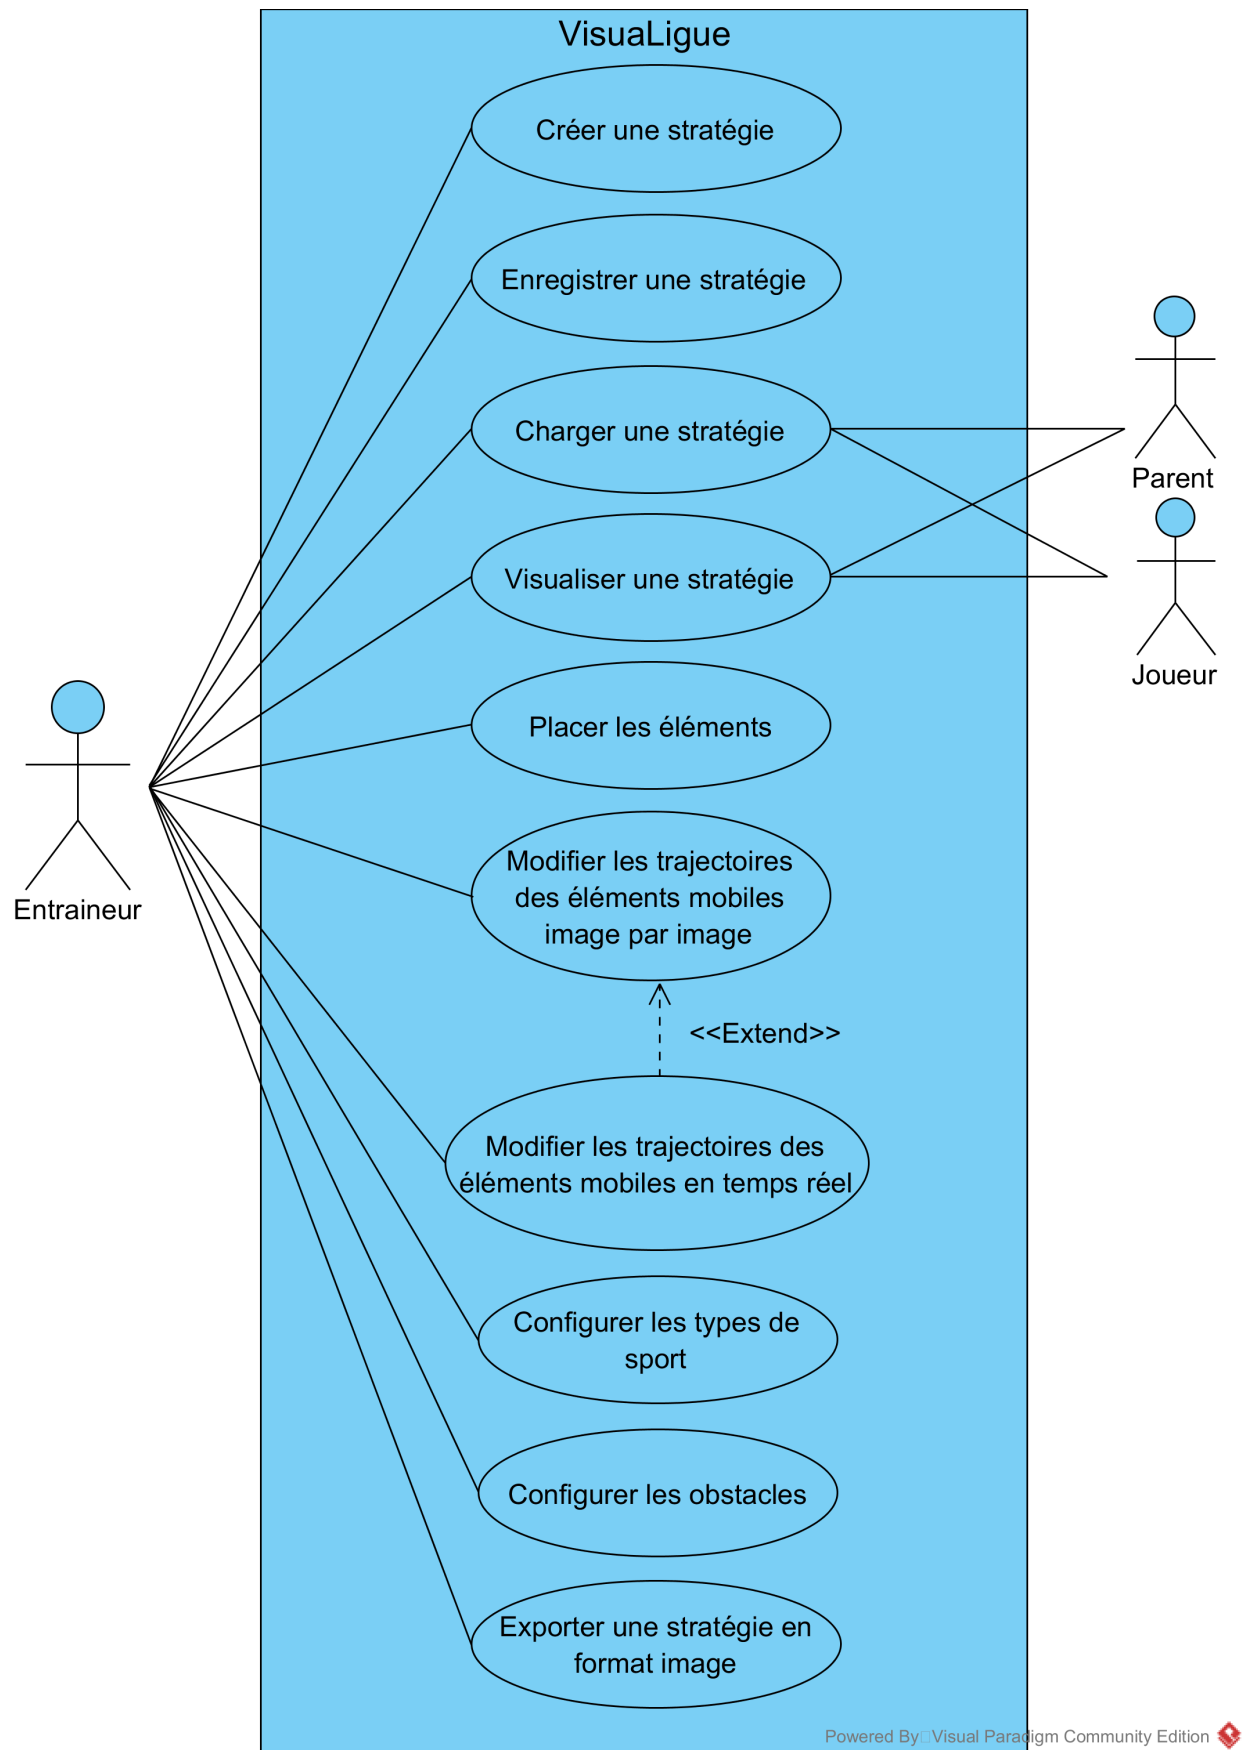 VisuaLigue
Créer une stratégie
Enregistrer une stratégie
Charger une stratégie
Parent
Visualiser une stratégie
Joueur
Placer les éléments
Modifier les trajectoires
des éléments mobiles
image par image
Entraineur
<<Extend>>
Modifier les trajectoires des
éléments mobiles en temps réel
Configurer les types de
sport
Configurer les obstacles
Exporter une stratégie en
format image
Powered By Visual Paradigm Community Edition